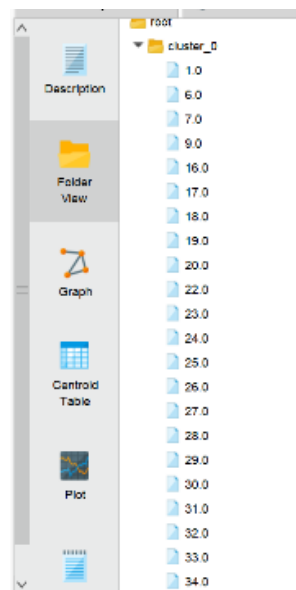 root
cluster_0
1.0
6.0
7.0
9.0
16.0
17.0
18.0
19.0
20.0
22.0
23.0
24.0
25.0
26.0
27.0
28.0
29.0
30.0
31.0
32.0
33.0
34.0
Description
Folder
View
Graph
Centroid
Table
Plot